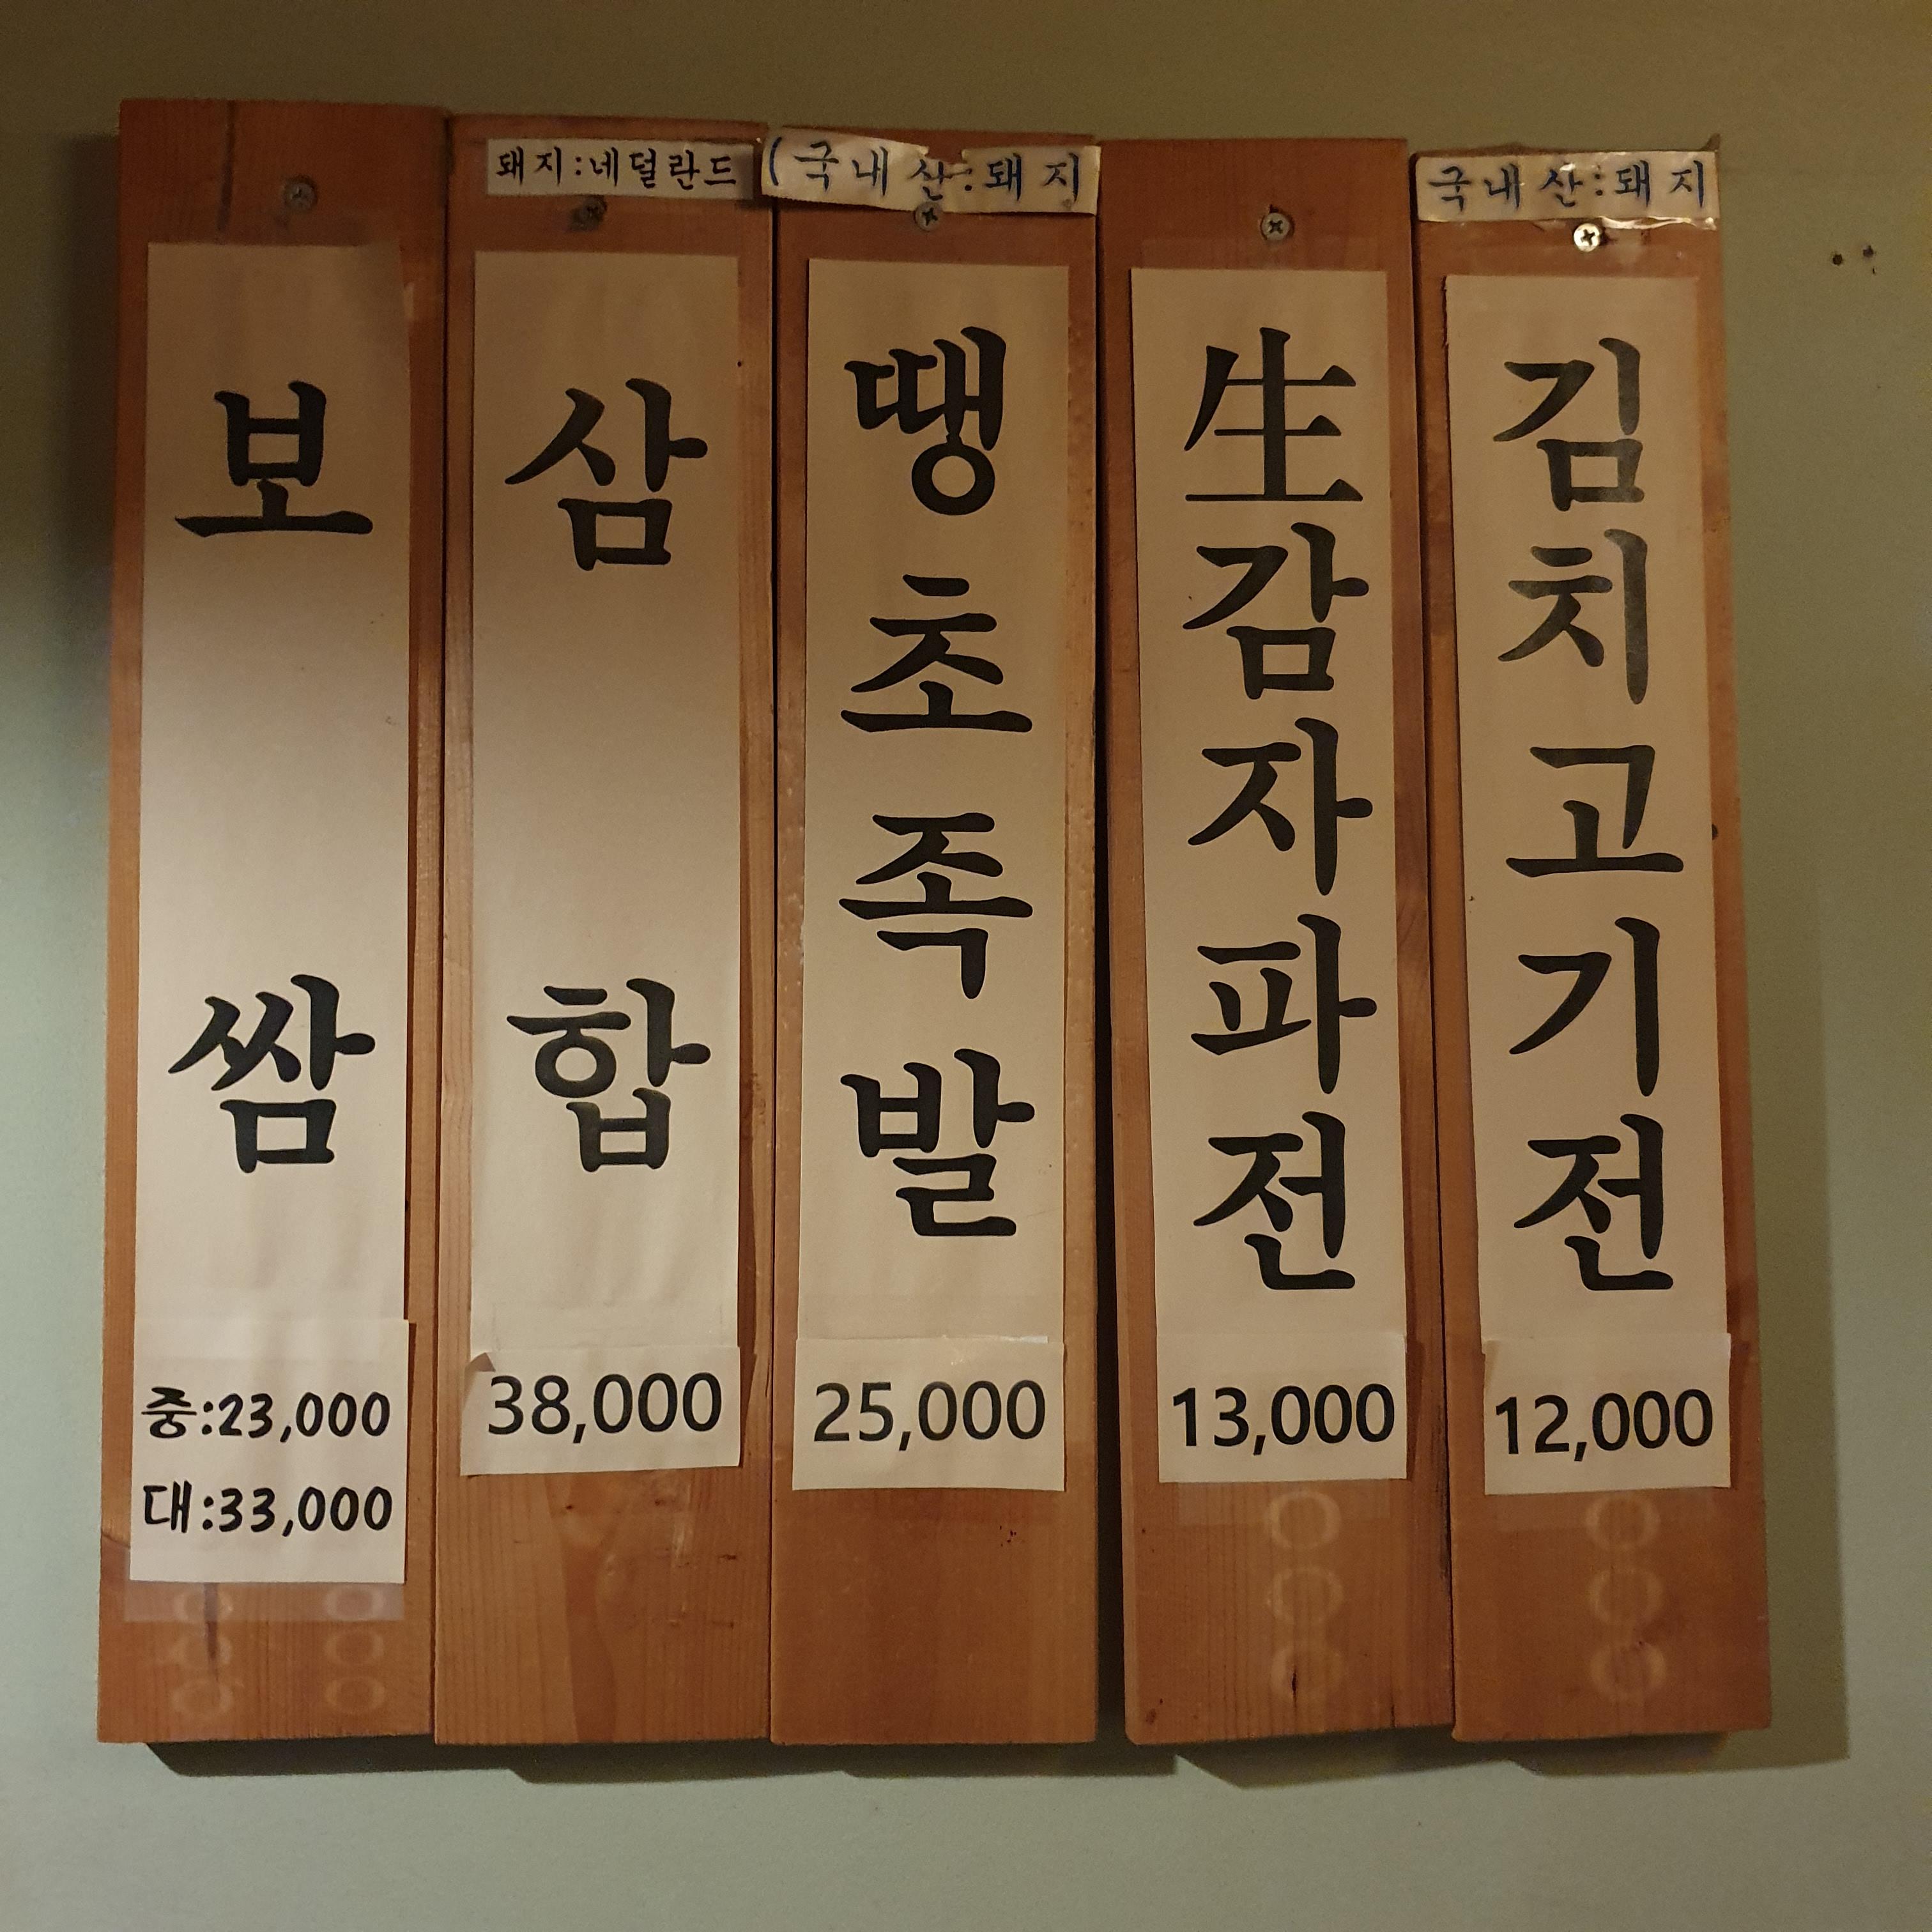 보쌈
중:23,000
대:33,000
돼지:네덜란드
삼합
38,000
(국내산:돼지
땡초족발
25,000
生감자파전
13,000
국내산:돼지
김치고기전
12,000